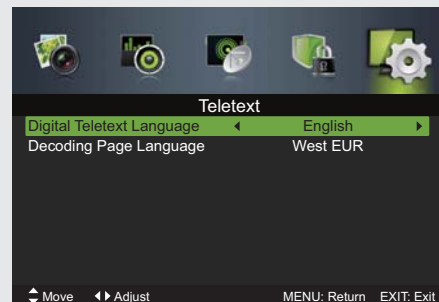 Teletext
Digital Teletext Language English
Decoding Page Language West EUR
Move Adjust MENU: Return EXIT: Exit